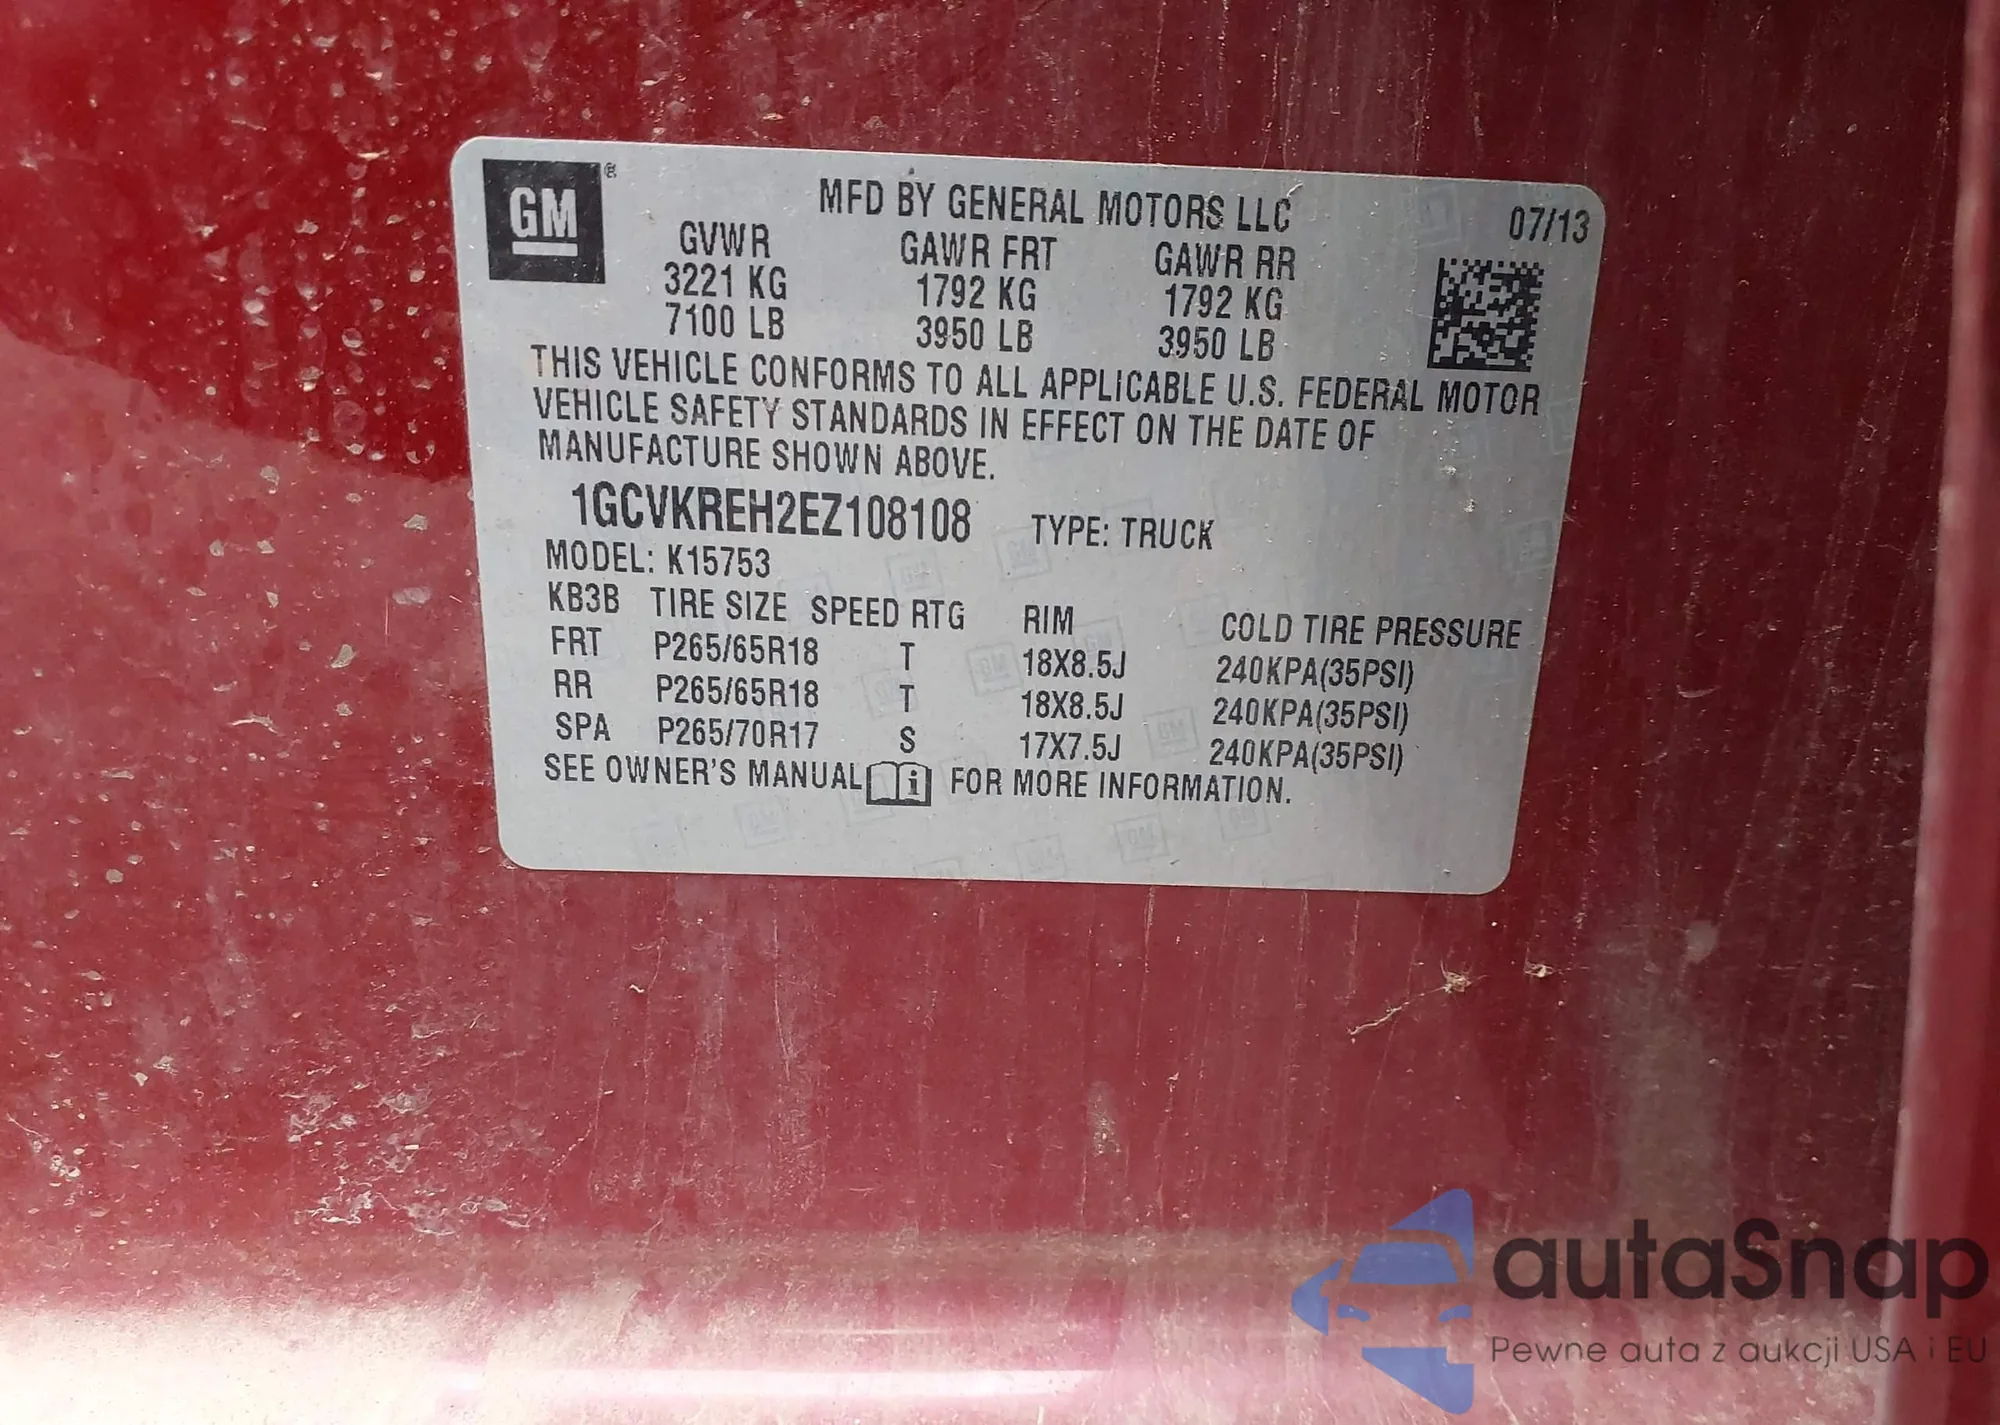 GM ®
MFD BY GENERAL MOTORS LLC 07/13
GVWR GAWR FRT GAWR RR
3221 KG 1792 KG 1792 KG
7100 LB 3950 LB 3950 LB
THIS VEHICLE CONFORMS TO ALL APPLICABLE U.S. FEDERAL MOTOR
VEHICLE SAFETY STANDARDS IN EFFECT ON THE DATE OF
MANUFACTURE SHOWN ABOVE.
1GCVKREH2EZ108108 TYPE: TRUCK
MODEL: K15753
KB3B TIRE SIZE SPEED RTG RIM COLD TIRE PRESSURE
FRT P265/65R18 T 18X8.5J 240KPA(35PSI)
RR P265/65R18 T 18X8.5J 240KPA(35PSI)
SPA P265/70R17 S 17X7.5J 240KPA(35PSI)
SEE OWNER'S MANUAL i FOR MORE INFORMATION.
autaSnap
Pewne auta z aukcji USA i EU